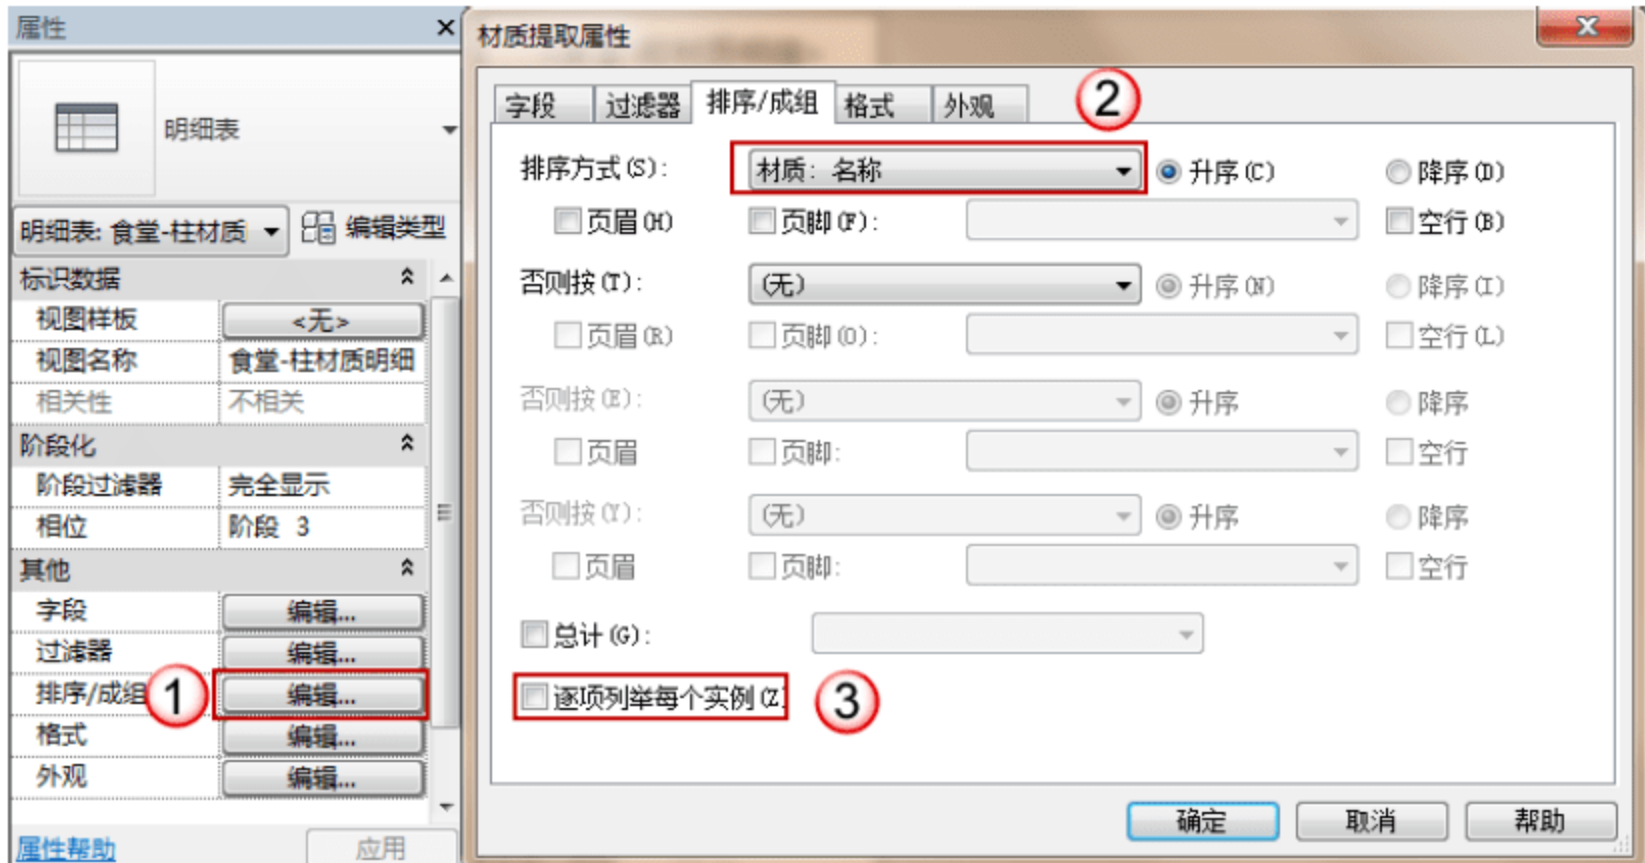 属性
明细表
明细表: 食堂-柱材质
编辑类型
标识数据
视图样板
<无>
视图名称
食堂-柱材质明细
相关性
不相关
阶段化
阶段过滤器
完全显示
相位
阶段 3
其他
字段
编辑...
过滤器
编辑...
排序/成组
1
编辑...
格式
编辑...
外观
编辑...
属性帮助
应用
材质提取属性
字段
过滤器
排序/成组
格式
外观
2
排序方式(S):
材质: 名称
升序(C)
降序(D)
页眉(H)
页脚(F):
空行(B)
否则按(T):
(无)
升序(N)
降序(I)
页眉(R)
页脚(O):
空行(L)
否则按(E):
(无)
升序
降序
页眉
页脚:
空行
否则按(Y):
(无)
升序
降序
页眉
页脚:
空行
总计(G):
逐项列举每个实例(Z)
3
确定
取消
帮助